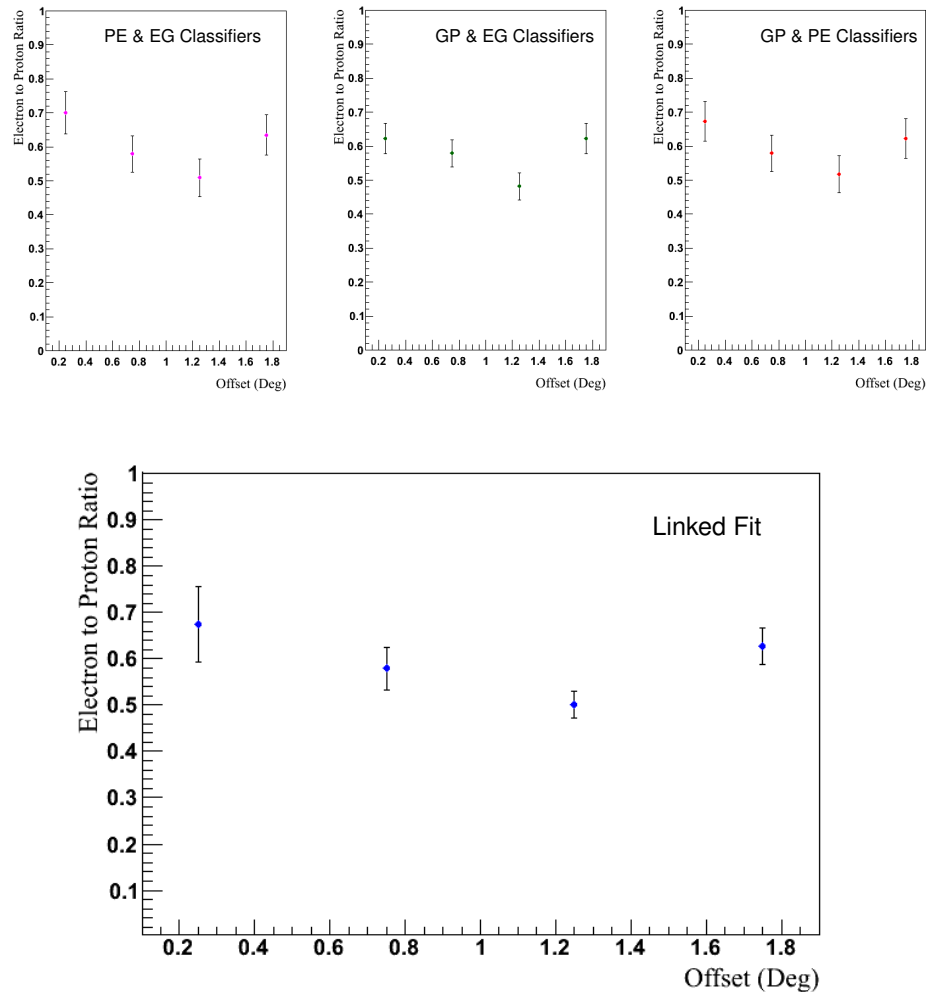 PE & EG Classifiers
Electron to Proton Ratio
1
0.9
0.8
0.7
0.6
0.5
0.4
0.3
0.2
0.1
0
0.2 0.4 0.6 0.8 1 1.2 1.4 1.6 1.8
Offset (Deg)
GP & EG Classifiers
Electron to Proton Ratio
1
0.9
0.8
0.7
0.6
0.5
0.4
0.3
0.2
0.1
0
0.2 0.4 0.6 0.8 1 1.2 1.4 1.6 1.8
Offset (Deg)
GP & PE Classifiers
Electron to Proton Ratio
1
0.9
0.8
0.7
0.6
0.5
0.4
0.3
0.2
0.1
0
0.2 0.4 0.6 0.8 1 1.2 1.4 1.6 1.8
Offset (Deg)
Linked Fit
Electron to Proton Ratio
1
0.9
0.8
0.7
0.6
0.5
0.4
0.3
0.2
0.1
0.2 0.4 0.6 0.8 1 1.2 1.4 1.6 1.8
Offset (Deg)